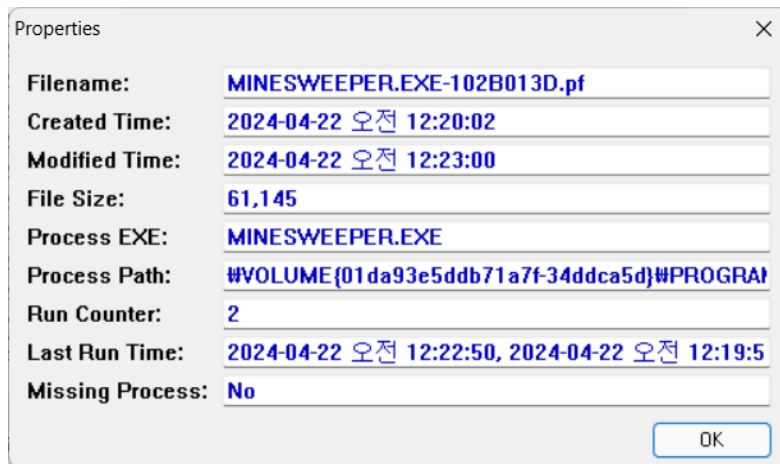 Properties
Filename: MINESWEEPER.EXE-102B013D.pf
Created Time: 2024-04-22 오전 12:20:02
Modified Time: 2024-04-22 오전 12:23:00
File Size: 61,145
Process EXE: MINESWEEPER.EXE
Process Path: ₩VOLUME{01da93e5ddb71a7f-34ddca5d}₩PROGRAM
Run Counter: 2
Last Run Time: 2024-04-22 오전 12:22:50, 2024-04-22 오전 12:19:5
Missing Process: No
OK